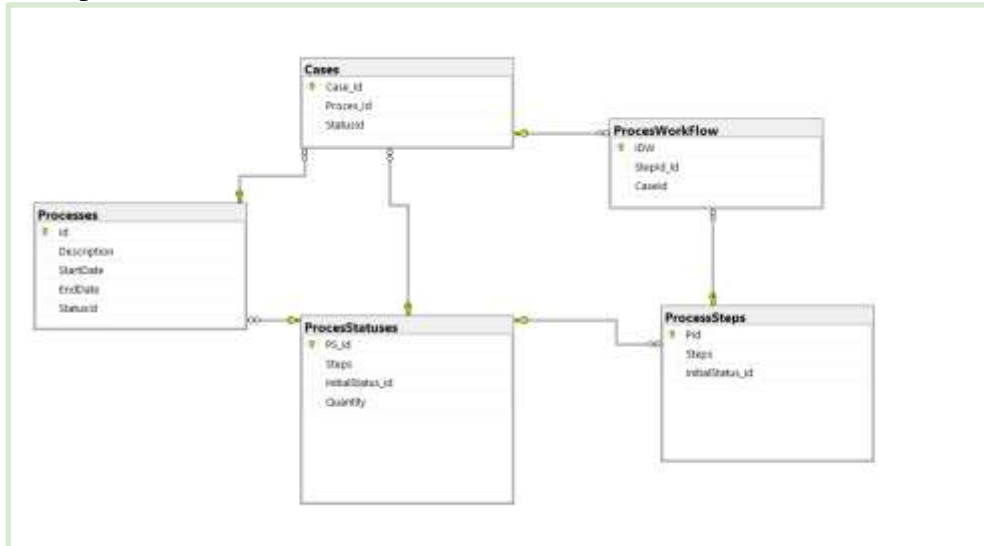 Cases
Case_Id
Proces_Id
StatusId
ProcesWorkFlow
IDW
StepId_Id
CaseId
Processes
Id
Description
StartDate
EndDate
StatusId
ProcesStatuses
PS_Id
Steps
InitialStatus_id
Quantity
ProcessSteps
Pid
Steps
InitialStatus_id